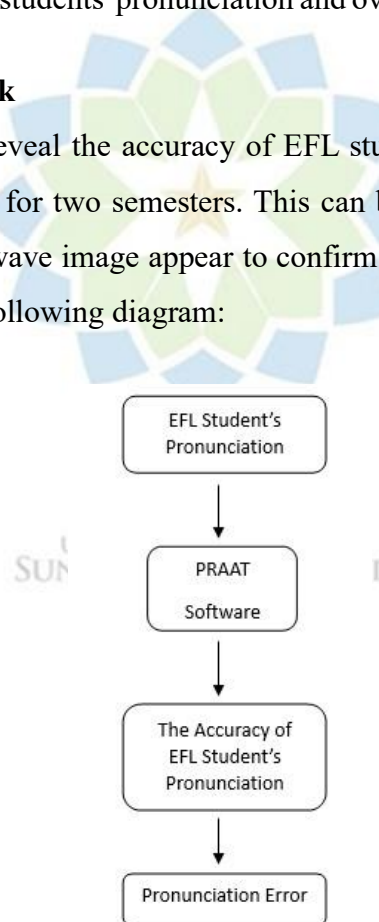 students' pronunciation and ov
k
eveal the accuracy of EFL stu
for two semesters. This can b
wave image appear to confirm
ollowing diagram:
EFL Student's
Pronunciation
SUN
PRAAT
Software
The Accuracy of
EFL Student's
Pronunciation
Pronunciation Error